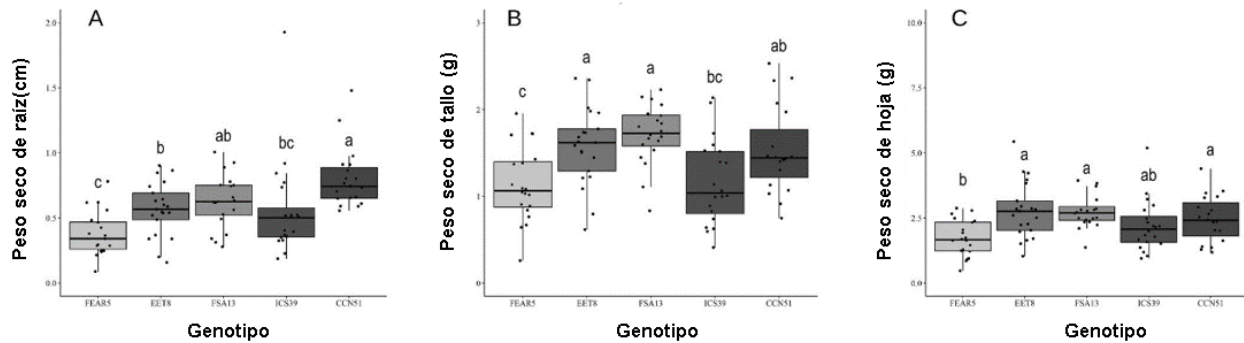 A
Peso seco de raíz(cm)
2.0
1.5
1.0
0.5
0.0
c
b
ab
bc
a
FEAR5 EET8 FSA13 ICS39 CCN51
Genotipo
B
Peso seco de tallo (g)
3
2
1
0
c
a
a
bc
ab
FEAR5 EET8 FSA13 ICS39 CCN51
Genotipo
C
Peso seco de hoja (g)
10.0
7.5
5.0
2.5
0.0
b
a
a
ab
a
FEAR5 EET8 FSA13 ICS39 CCN51
Genotipo